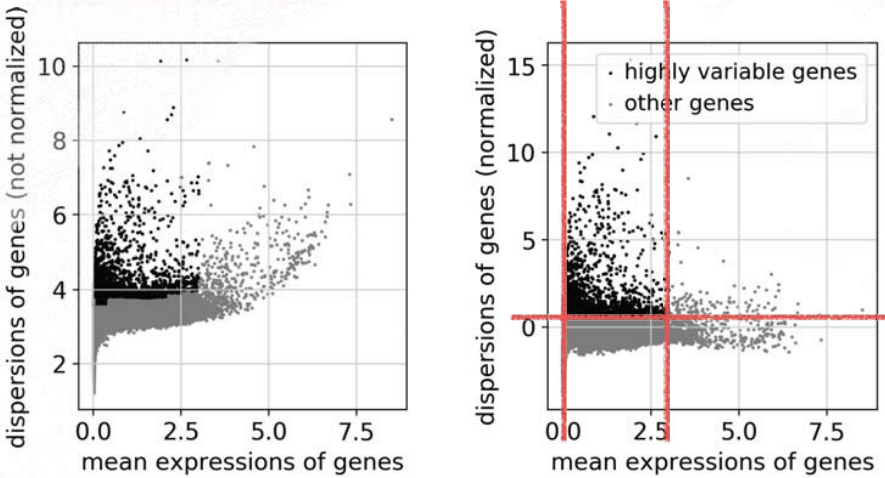 dispersions of genes (not normalized)
10
8
6
4
2
0.0 2.5 5.0 7.5
mean expressions of genes
dispersions of genes (normalized)
15
10
5
0
highly variable genes
other genes
0.0 2.5 5.0 7.5
mean expressions of genes